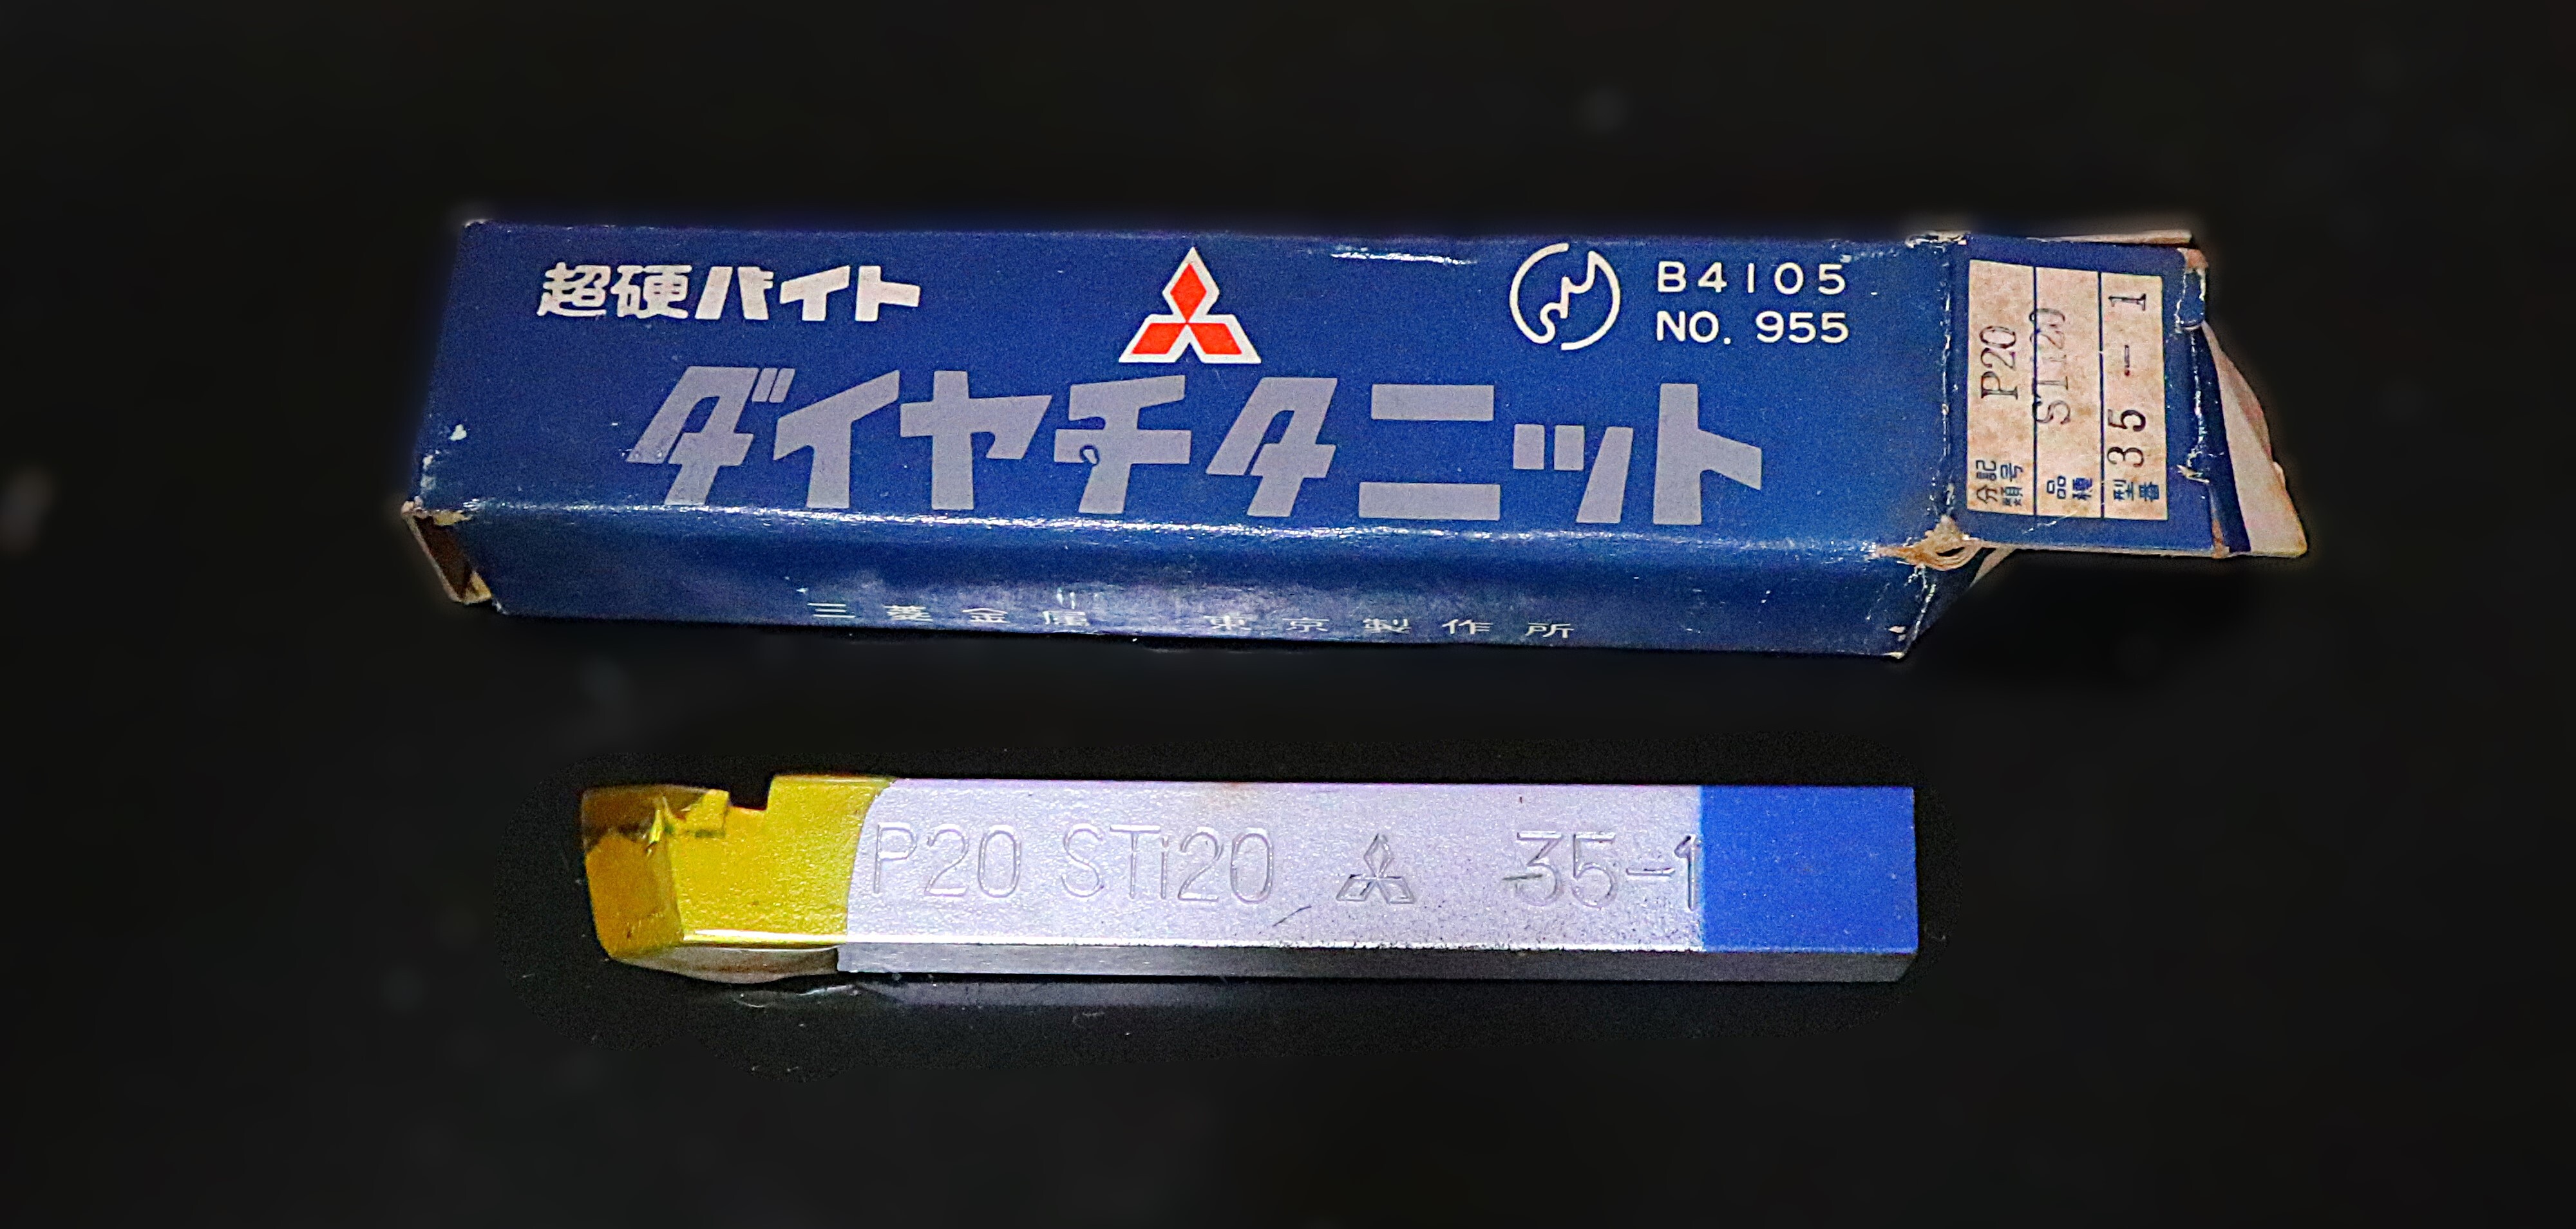 超硬バイト
B4105
NO. 955
ダイヤチタニット
三菱金属 東京製作所
分類記号 P20
品種 STi20
型番 35-1
P20 STi20 35-1